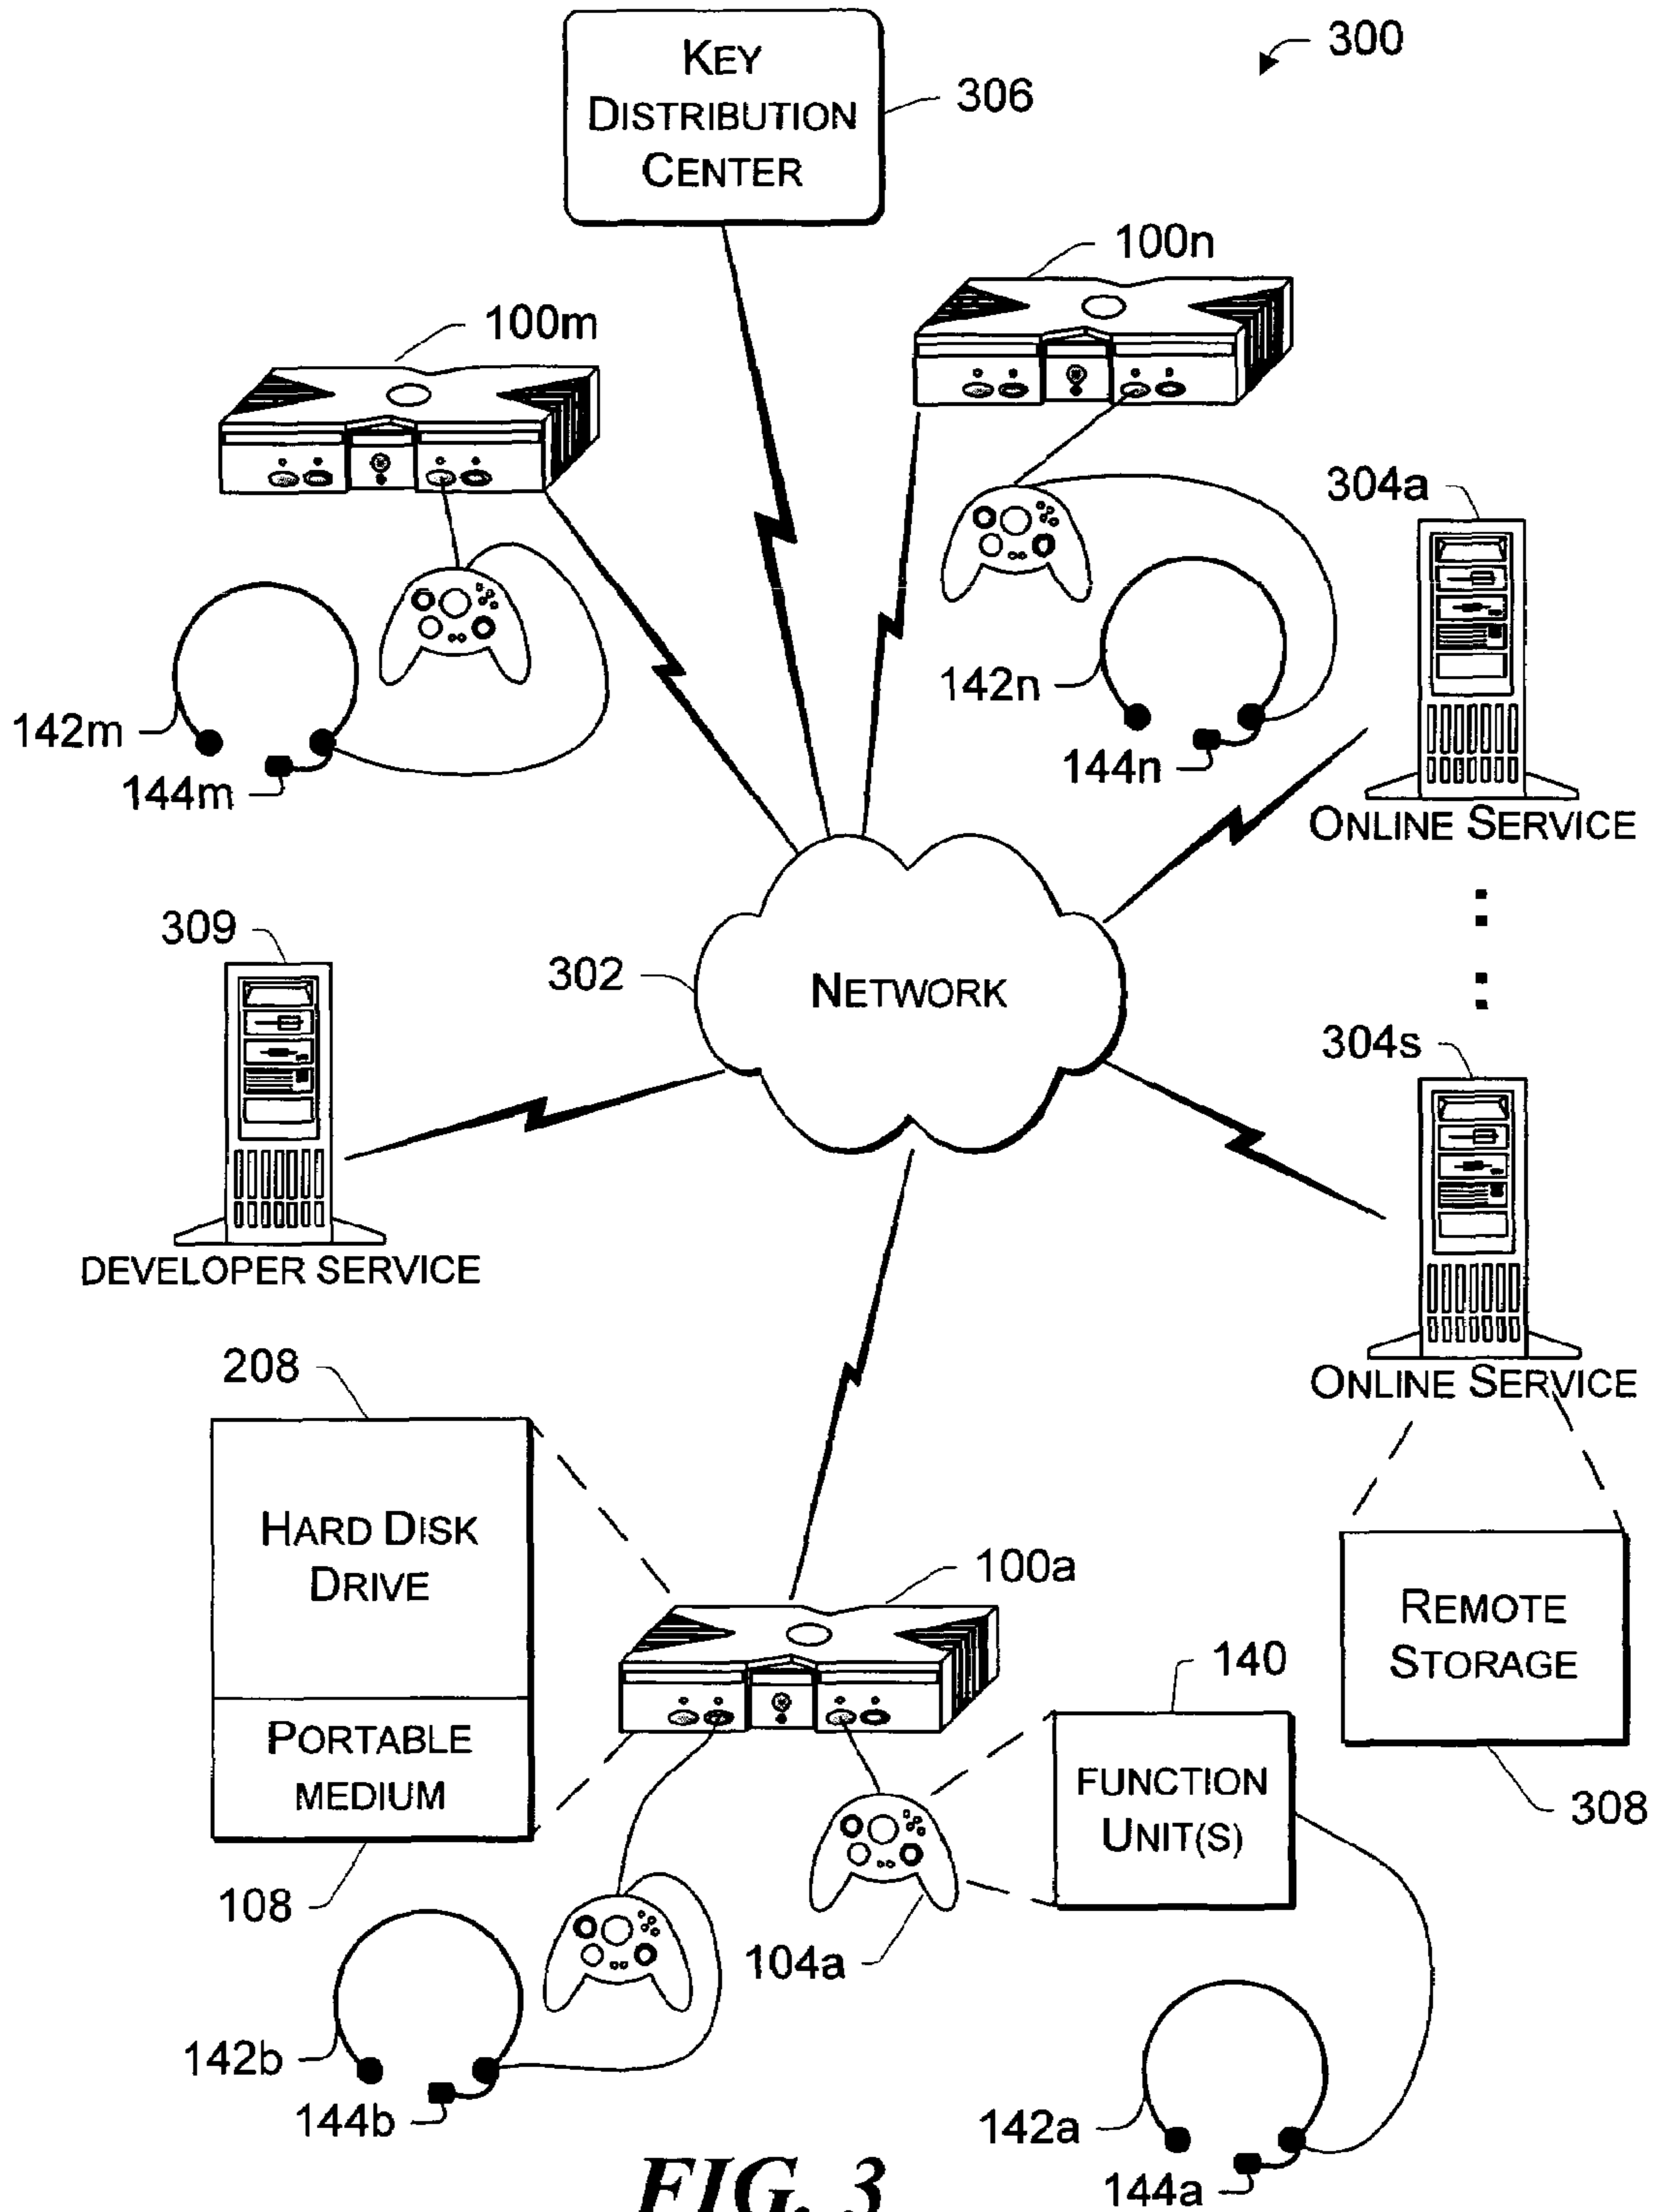 300
KEY
DISTRIBUTION
CENTER
306
100n
100m
304a
142n
142m
144n
144m
ONLINE SERVICE
309
302
NETWORK
304s
DEVELOPER SERVICE
208
ONLINE SERVICE
HARD DISK
DRIVE
100a
REMOTE
STORAGE
140
PORTABLE
MEDIUM
FUNCTION
UNIT(S)
308
108
104a
142b
144b
142a
144a
FIG. 3